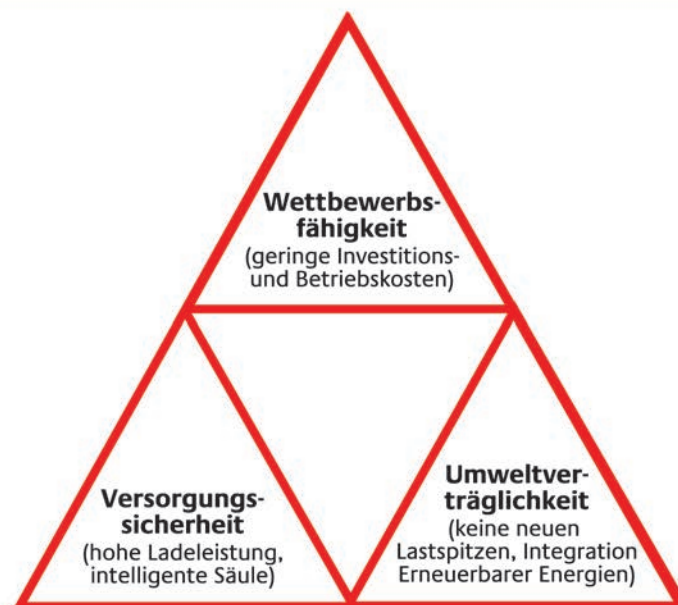 Wettbewerbs-
fähigkeit
(geringe Investitions-
und Betriebskosten)
Versorgungs-
sicherheit
(hohe Ladeleistung,
intelligente Säule)
Umweltver-
träglichkeit
(keine neuen
Lastspitzen, Integration
Erneuerbarer Energien)